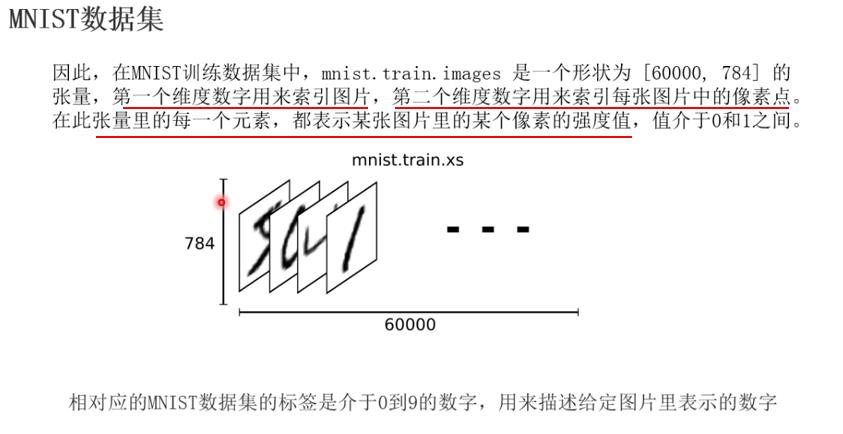 MNIST数据集
因此，在MNIST训练数据集中，mnist.train.images 是一个形状为 [60000, 784] 的
张量，第一个维度数字用来索引图片，第二个维度数字用来索引每张图片中的像素点。
在此张量里的每一个元素，都表示某张图片里的某个像素的强度值，值介于0和1之间。
mnist.train.xs
5041
784
60000
相对应的MNIST数据集的标签是介于0到9的数字，用来描述给定图片里表示的数字